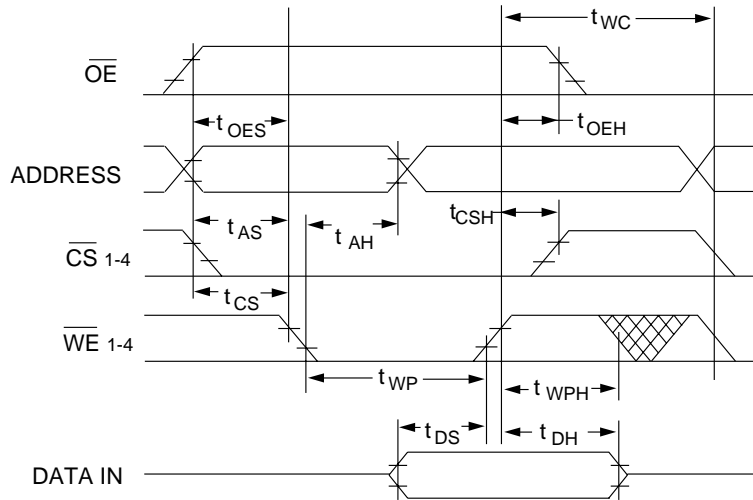 tWC
OE
tOES
tOEH
ADDRESS
tAS
tAH
tCSH
CS 1-4
tCS
WE 1-4
tWP
tWPH
tDS
tDH
DATA IN